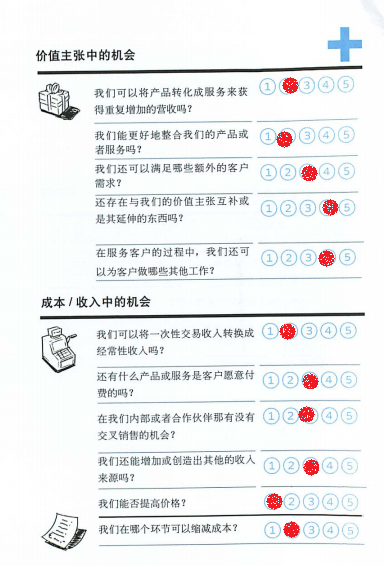 价值主张中的机会
我们可以将产品转化成服务来获 ① ③ ④ ⑤
得重复增加的营收吗?
我们能更好地整合我们的产品或 ① ③ ④ ⑤
者服务吗?
我们还可以满足哪些额外的客户 ① ② ④ ⑤
需求?
还存在与我们的价值主张互补或 ① ② ③ ⑤
是其延伸的东西吗?
在服务客户的过程中,我们还可 ① ② ③ ⑤
以为客户做哪些其他工作?
成本 / 收入中的机会
我们可以将一次性交易收入转换成 ① ③ ④ ⑤
经常性收入吗?
还有什么产品或服务是客户愿意付 ① ② ④ ⑤
费的吗?
在我们内部或者合作伙伴那有没有 ① ② ④ ⑤
交叉销售的机会?
我们还能增加或创造出其他的收入 ① ② ④ ⑤
来源吗?
我们能否提高价格? ② ③ ④ ⑤
我们在哪个环节可以缩减成本? ① ③ ④ ⑤